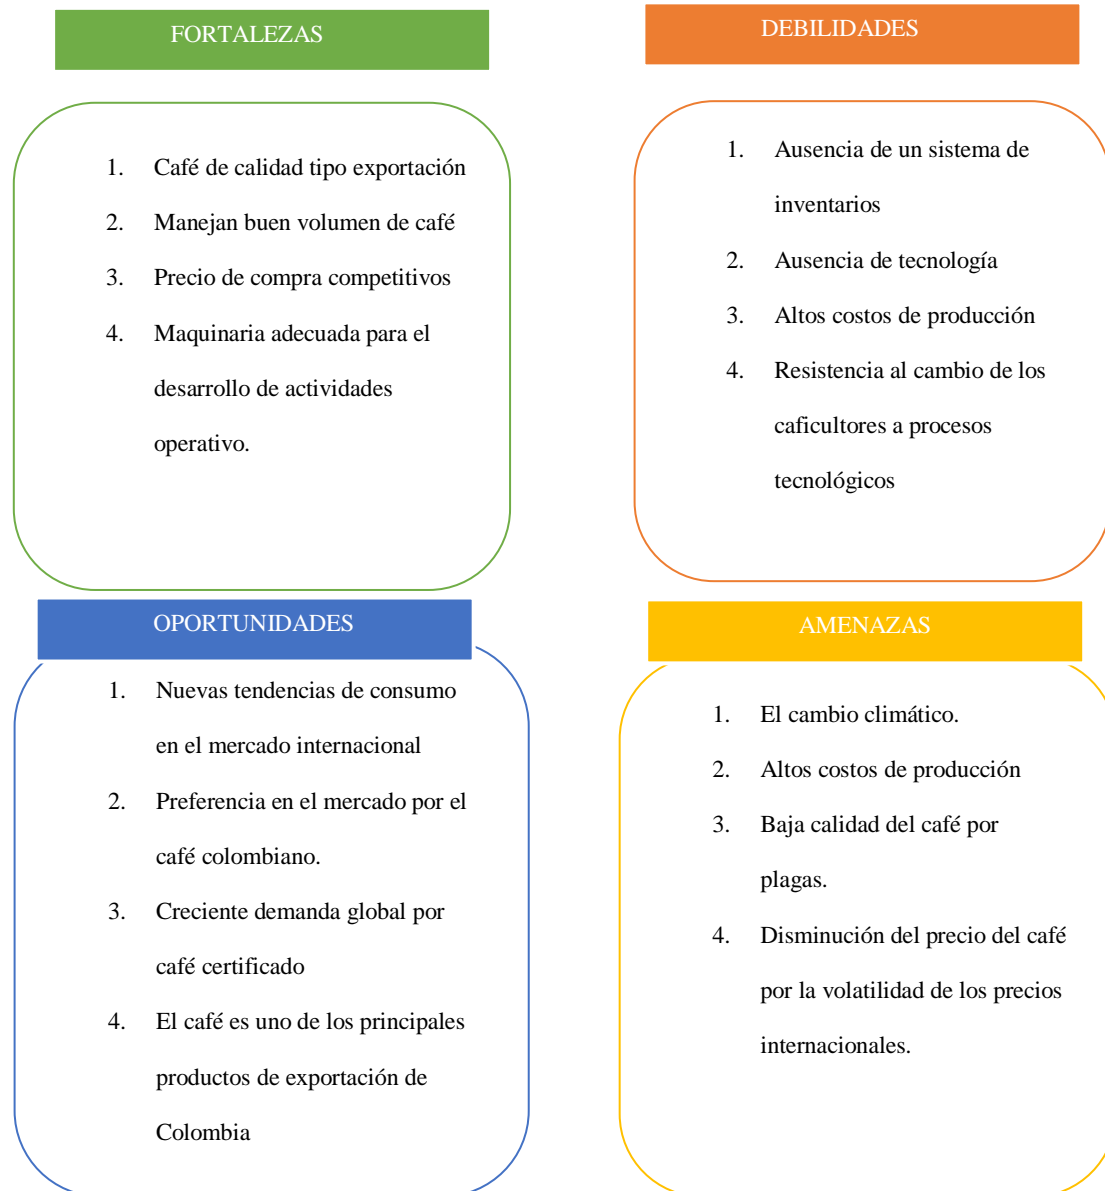 FORTALEZAS
1. Café de calidad tipo exportación
2. Manejan buen volumen de café
3. Precio de compra competitivos
4. Maquinaria adecuada para el
desarrollo de actividades
operativo.
DEBILIDADES
1. Ausencia de un sistema de
inventarios
2. Ausencia de tecnología
3. Altos costos de producción
4. Resistencia al cambio de los
caficultores a procesos
tecnológicos
OPORTUNIDADES
1. Nuevas tendencias de consumo
en el mercado internacional
2. Preferencia en el mercado por el
café colombiano.
3. Creciente demanda global por
café certificado
4. El café es uno de los principales
productos de exportación de
Colombia
AMENAZAS
1. El cambio climático.
2. Altos costos de producción
3. Baja calidad del café por
plagas.
4. Disminución del precio del café
por la volatilidad de los precios
internacionales.